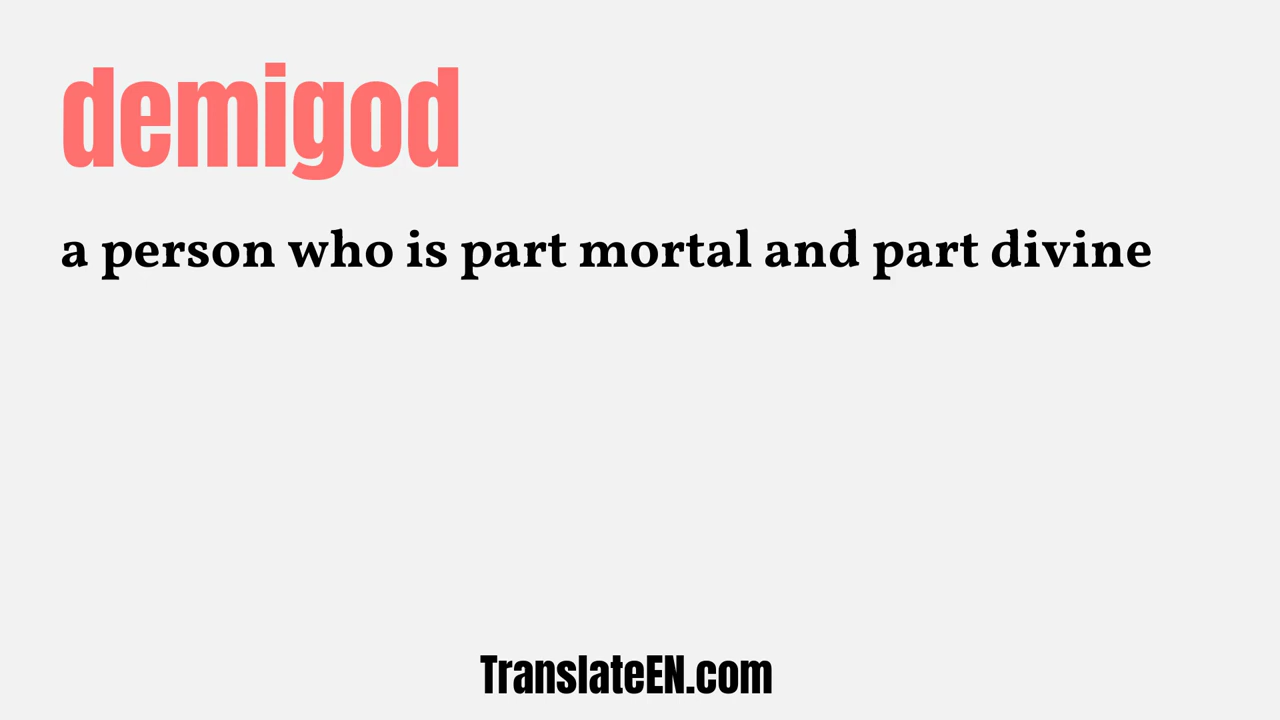 demigod
a person who is part mortal and part divine
TranslateEN.com